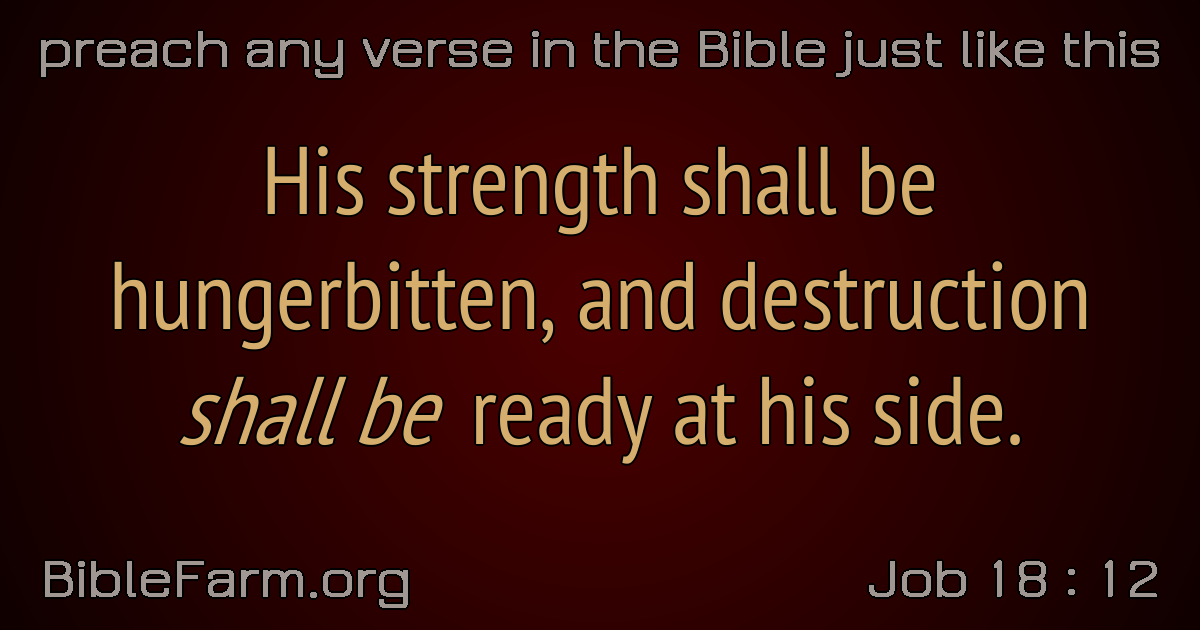 preach any verse in the Bible just like this
His strength shall be
hungerbitten, and destruction
shall be ready at his side.
BibleFarm.org
Job 18 : 12